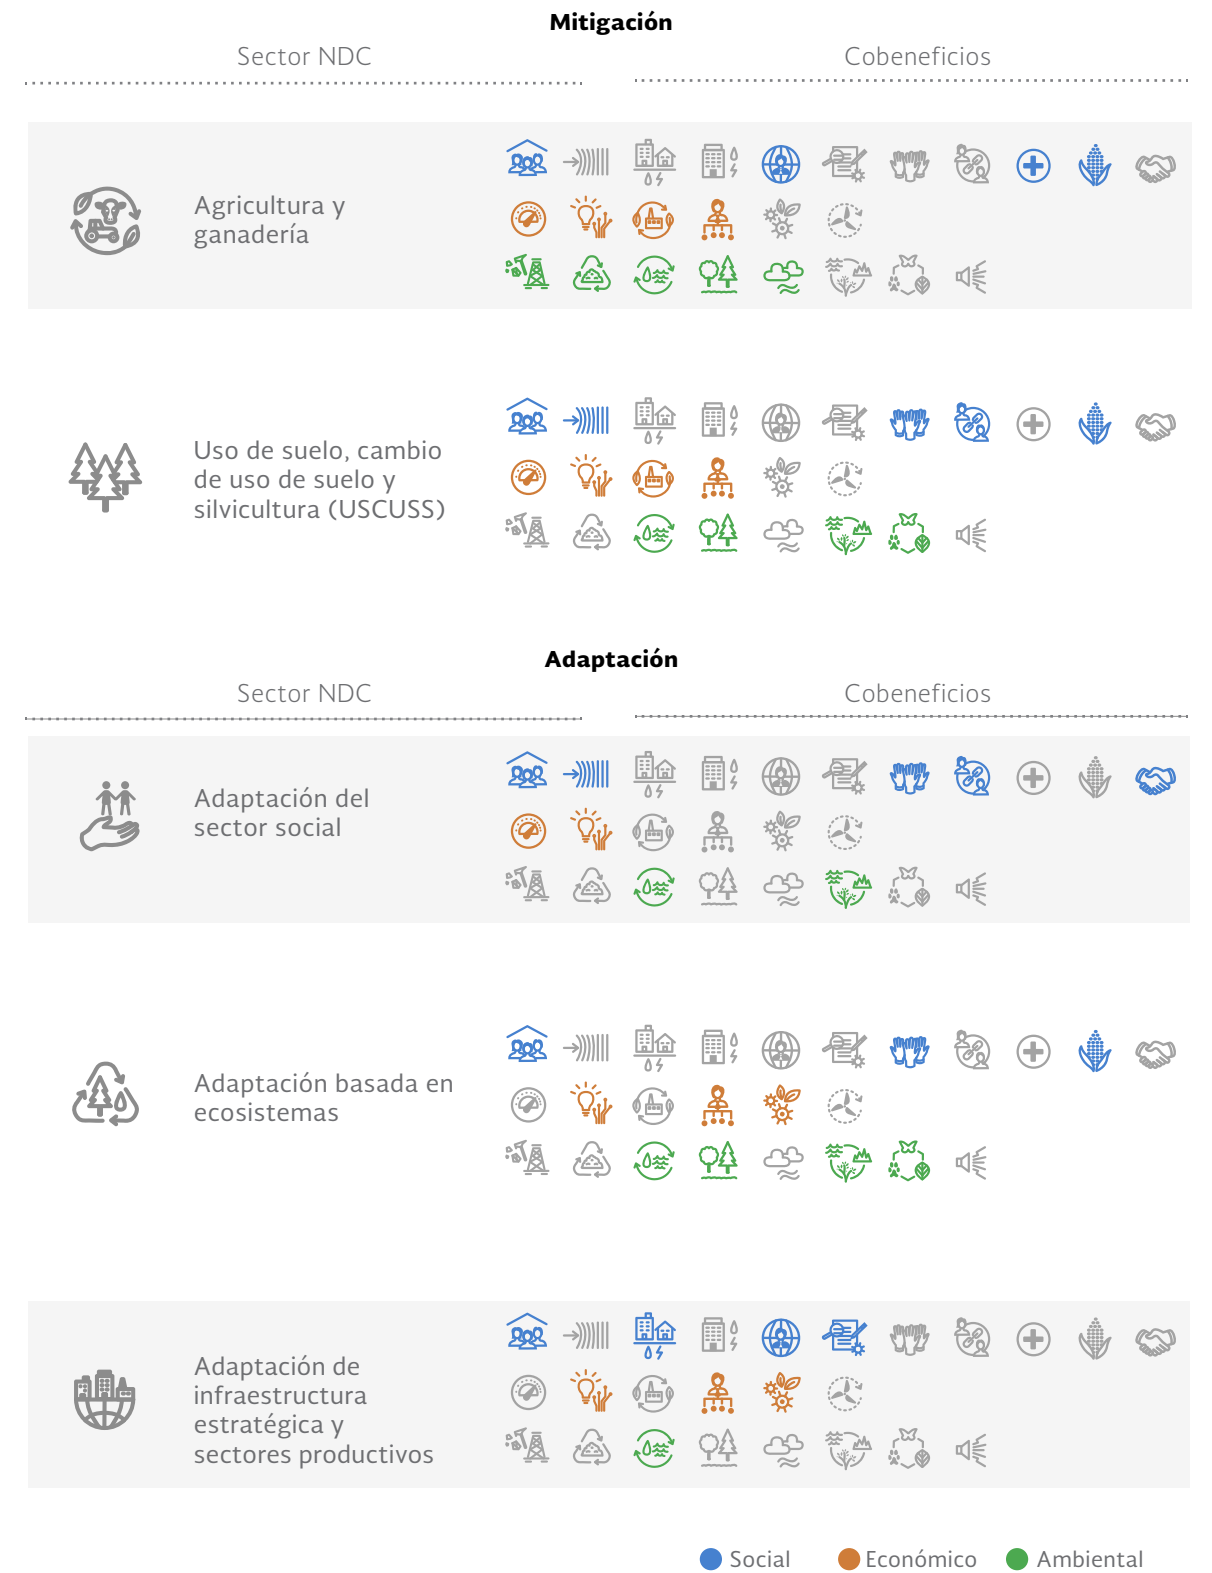 Mitigación
Sector NDC
Cobeneficios
Agricultura y
ganadería
Uso de suelo, cambio
de uso de suelo y
silvicultura (USCUSS)
Adaptación
Sector NDC
Cobeneficios
Adaptación del
sector social
Adaptación basada en
ecosistemas
Adaptación de
infraestructura
estratégica y
sectores productivos
Social
Económico
Ambiental